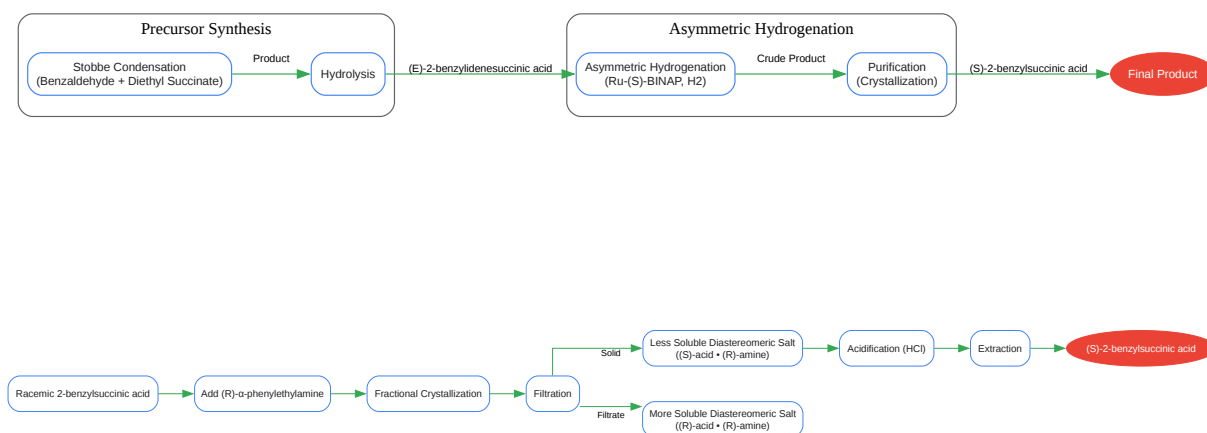 Precursor Synthesis
Asymmetric Hydrogenation
Stobbe Condensation
(Benzaldehyde + Diethyl Succinate)
Product
Hydrolysis
(E)-2-benzylidenesuccinic acid
Asymmetric Hydrogenation
(Ru-(S)-BINAP, H2)
Crude Product
Purification
(Crystallization)
(S)-2-benzylsuccinic acid
Final Product
Racemic 2-benzylsuccinic acid
Add (R)-α-phenylethylamine
Fractional Crystallization
Filtration
Solid
Less Soluble Diastereomeric Salt
((S)-acid • (R)-amine)
Acidification (HCl)
Extraction
(S)-2-benzylsuccinic acid
Filtrate
More Soluble Diastereomeric Salt
((R)-acid • (R)-amine)